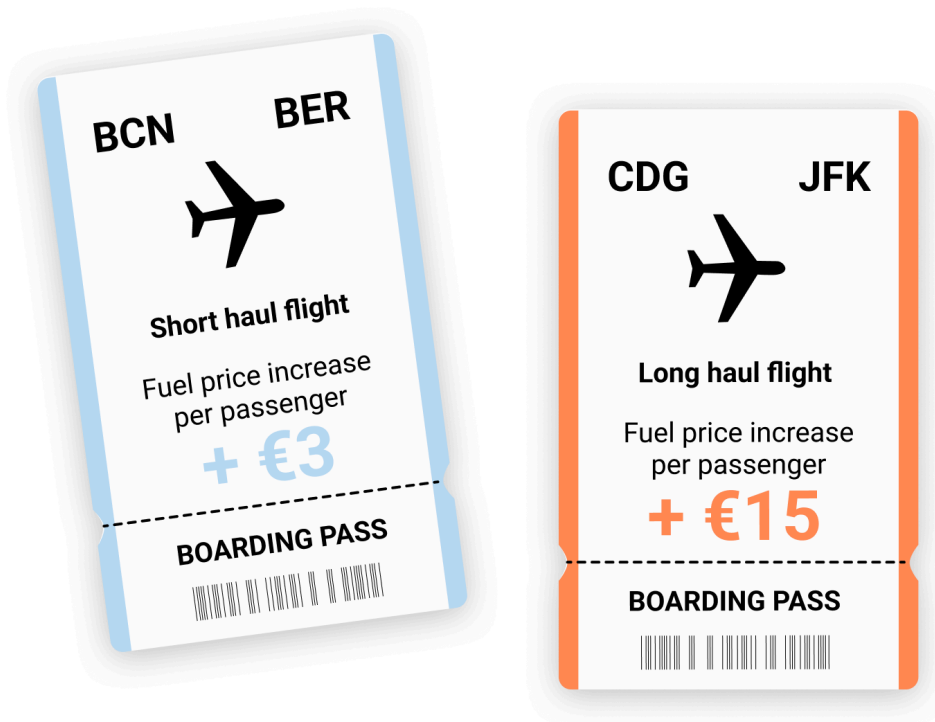 BCN BER
Short haul flight
Fuel price increase
per passenger
+ €3
BOARDING PASS
CDG JFK
Long haul flight
Fuel price increase
per passenger
+ €15
BOARDING PASS